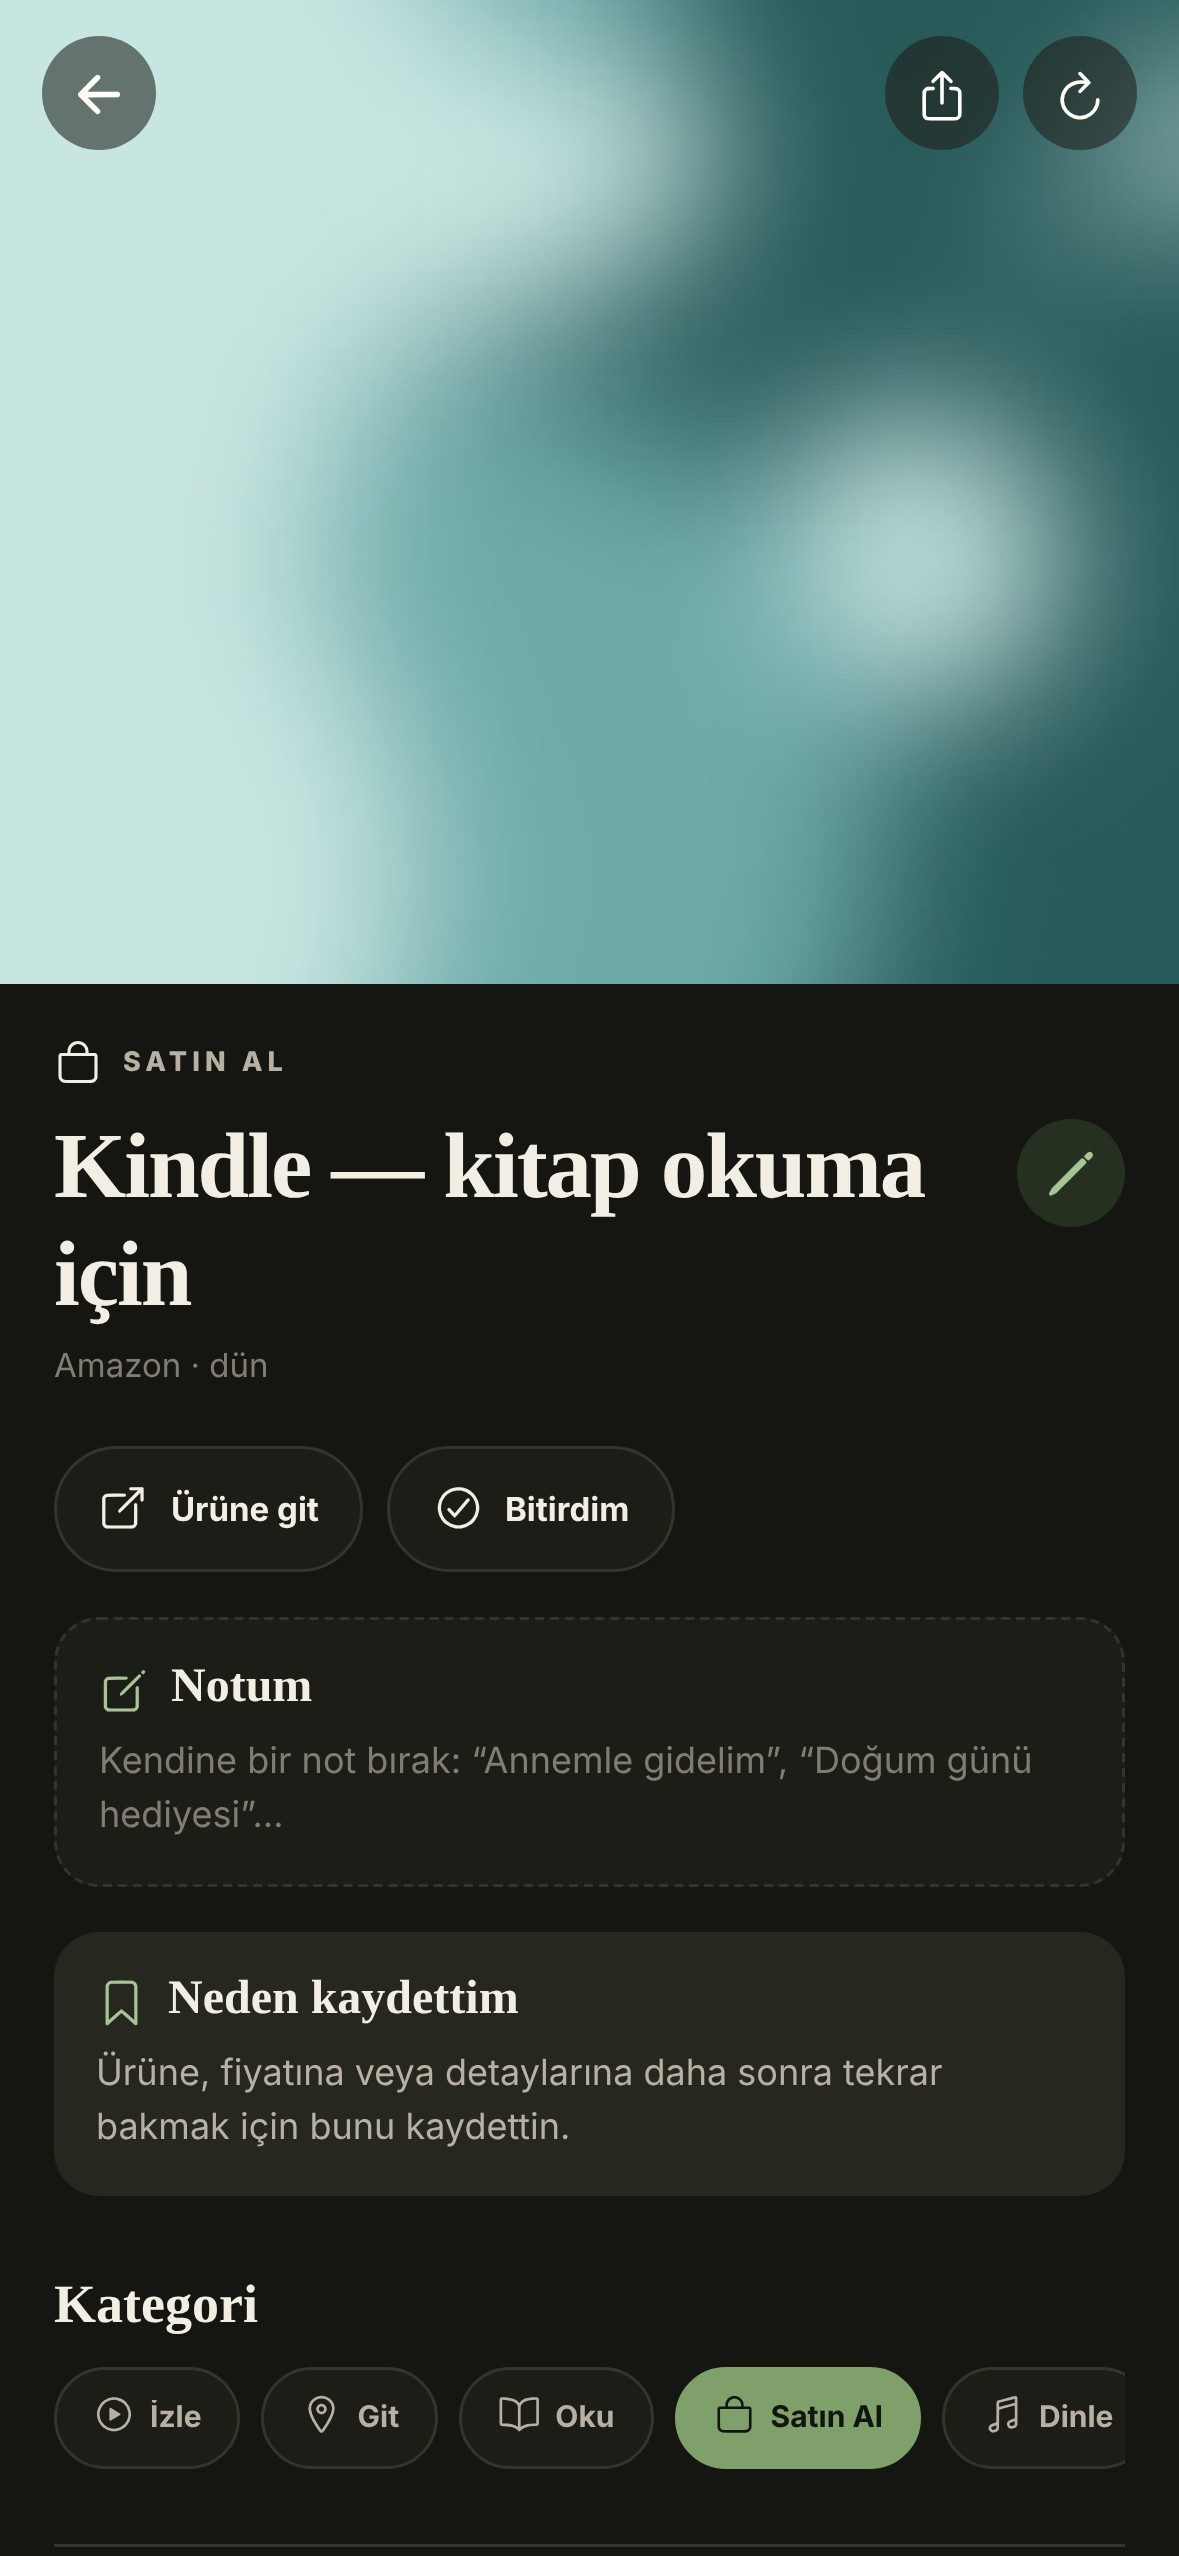 SATIN AL
Kindle — kitap okuma
için
Amazon · dün
Ürüne git
Bitirdim
Notum
Kendine bir not bırak: “Annemle gidelim”, “Doğum günü
hediyesi”...
Neden kaydettim
Ürüne, fiyatına veya detaylarına daha sonra tekrar
bakmak için bunu kaydettin.
Kategori
İzle
Git
Oku
Satın Al
Dinle